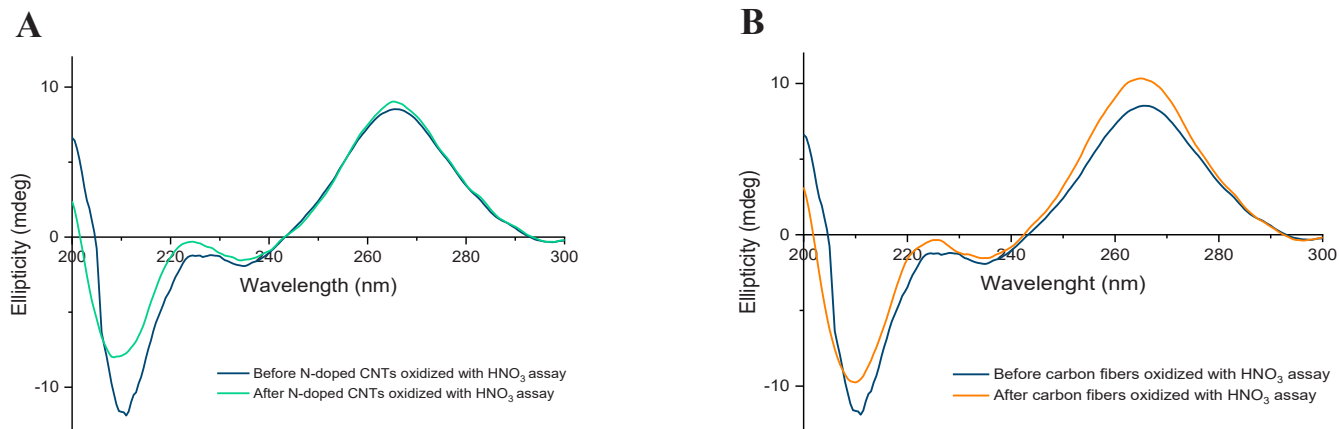 A
Ellipticity (mdeg)
10
0
-10
200
220
240
260
280
300
Wavelength (nm)
Before N-doped CNTs oxidized with HNO3 assay
After N-doped CNTs oxidized with HNO3 assay
B
Ellipticity (mdeg)
10
0
-10
200
220
240
260
280
300
Wavelenght (nm)
Before carbon fibers oxidized with HNO3 assay
After carbon fibers oxidized with HNO3 assay